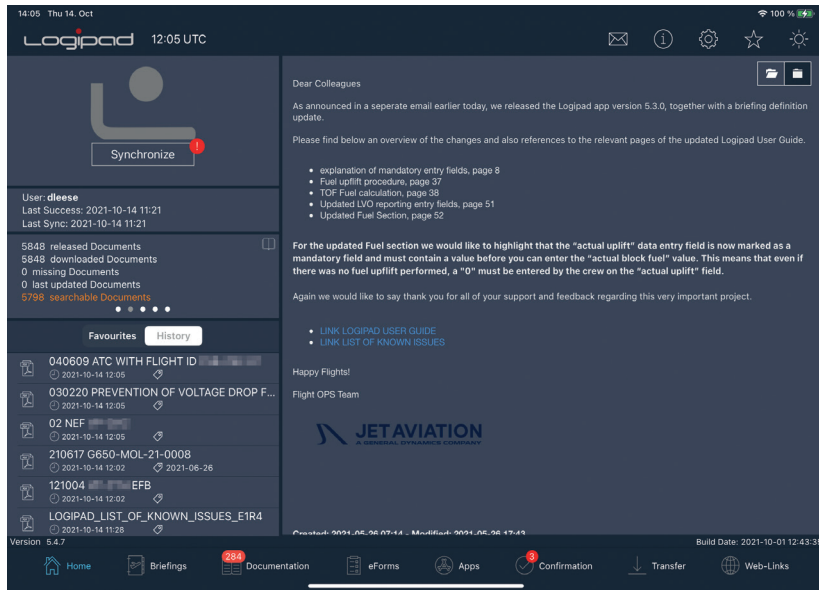 14:05 Thu 14. Oct
100 %
Logipad 12:05 UTC
Synchronize
!
User: dleese
Last Success: 2021-10-14 11:21
Last Sync: 2021-10-14 11:21
5848 released Documents
5848 downloaded Documents
0 missing Documents
0 last updated Documents
5798 searchable Documents
Favourites History
040609 ATC WITH FLIGHT ID
2021-10-14 12:05
030220 PREVENTION OF VOLTAGE DROP F...
2021-10-14 12:05
02 NEF
2021-10-14 12:05
210617 G650-MOL-21-0008
2021-10-14 12:02 2021-06-26
121004 EFB
2021-10-14 12:02
LOGIPAD_LIST_OF_KNOWN_ISSUES_E1R4
2021-10-14 11:28
Dear Colleagues
As announced in a seperate email earlier today, we released the Logipad app version 5.3.0, together with a briefing definition
update.
Please find below an overview of the changes and also references to the relevant pages of the updated Logipad User Guide.
explanation of mandatory entry fields, page 8
Fuel upflift procedure, page 37
TOF Fuel calculation, page 38
Updated LVO reporting entry fields, page 51
Updated Fuel Section, page 52
For the updated Fuel section we would like to highlight that the “actual uplift” data entry field is now marked as a
mandatory field and must contain a value before you can enter the “actual block fuel” value. This means that even if
there was no fuel upflift performed, a "0" must be entered by the crew on the “actual uplift” field.
Again we would like to say thank you for all of your support and feedback regarding this very important project.
LINK LOGIPAD USER GUIDE
LINK LIST OF KNOWN ISSUES
Happy Flights!
Flight OPS Team
JET AVIATION
A GENERAL DYNAMICS COMPANY
Created: 2021-05-26 07:14 - Modified: 2021-05-26 17:43
Version 5.4.7
Build Date: 2021-10-01 12:43:3
Home Briefings 284 Documentation eForms Apps 3 Confirmation Transfer Web-Links